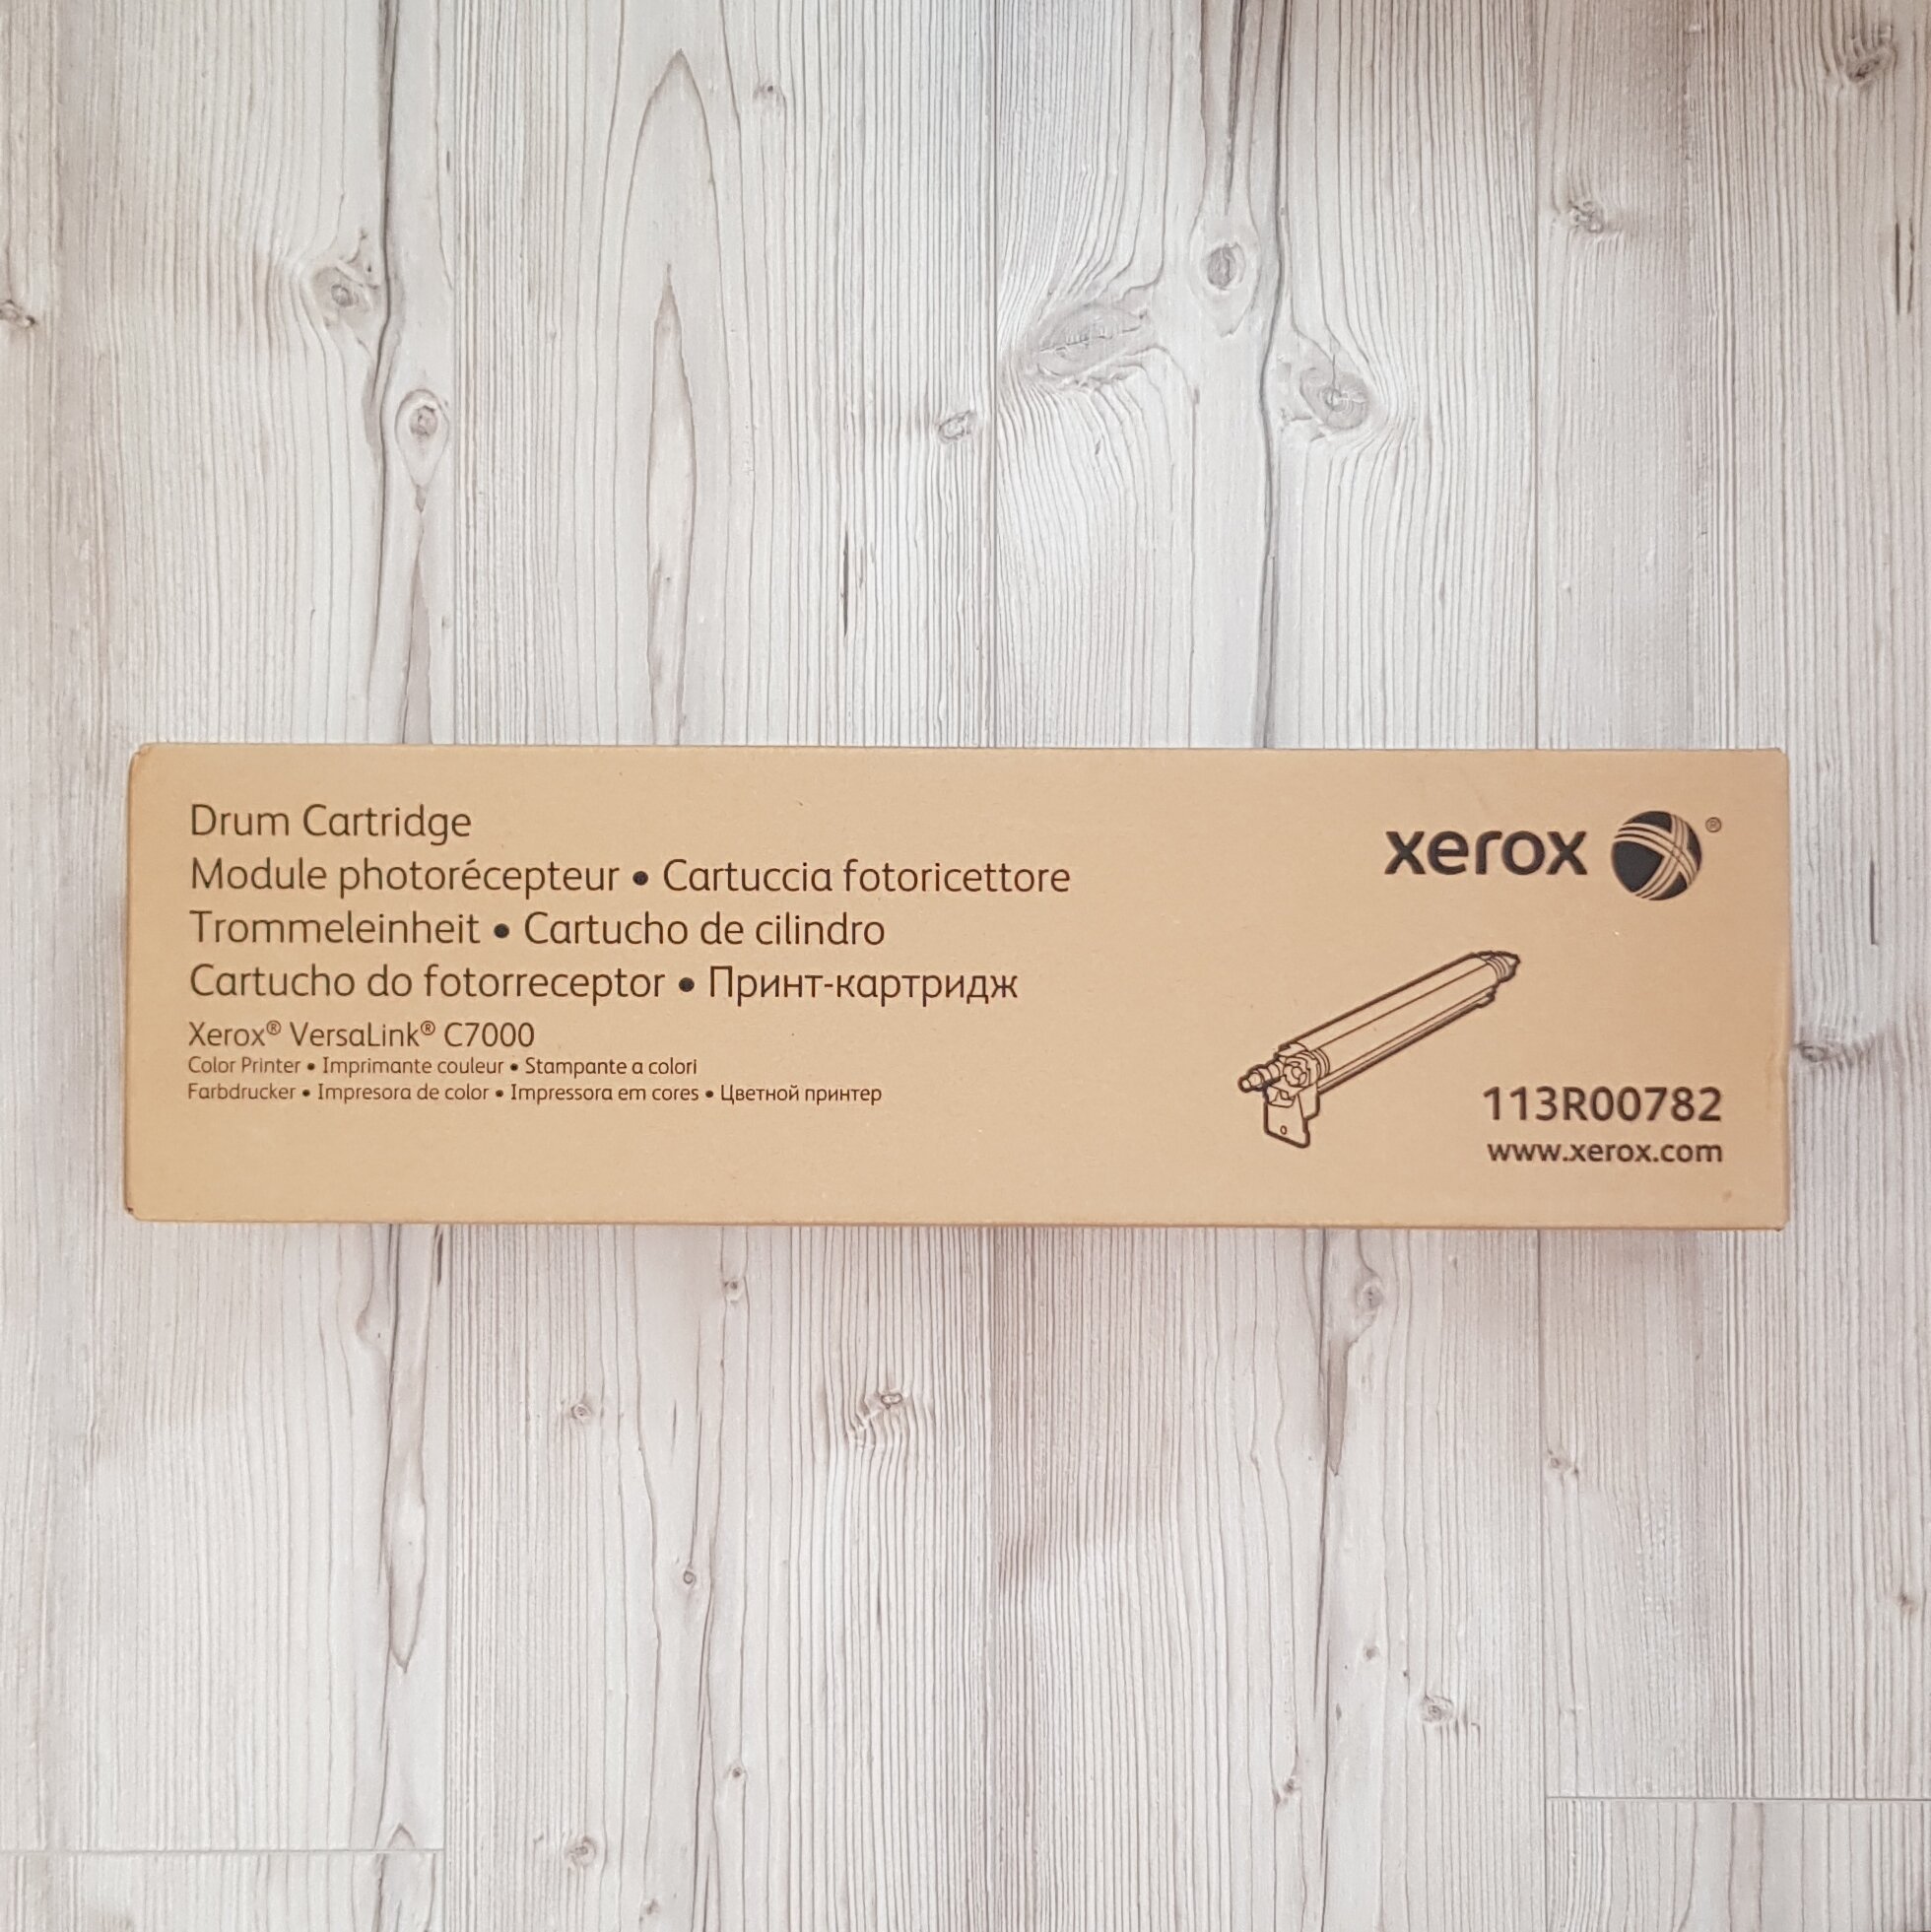 Drum Cartridge
Module photorécepteur • Cartuccia fotoricettore
Trommeleinheit • Cartucho de cilindro
Cartucho do fotorreceptor • Принт-картридж
Xerox® VersaLink® C7000
Color Printer • Imprimante couleur • Stampante a colori
Farbdrucker • Impresora de color • Impressora em cores • Цветной принтер
xerox ®
113R00782
www.xerox.com